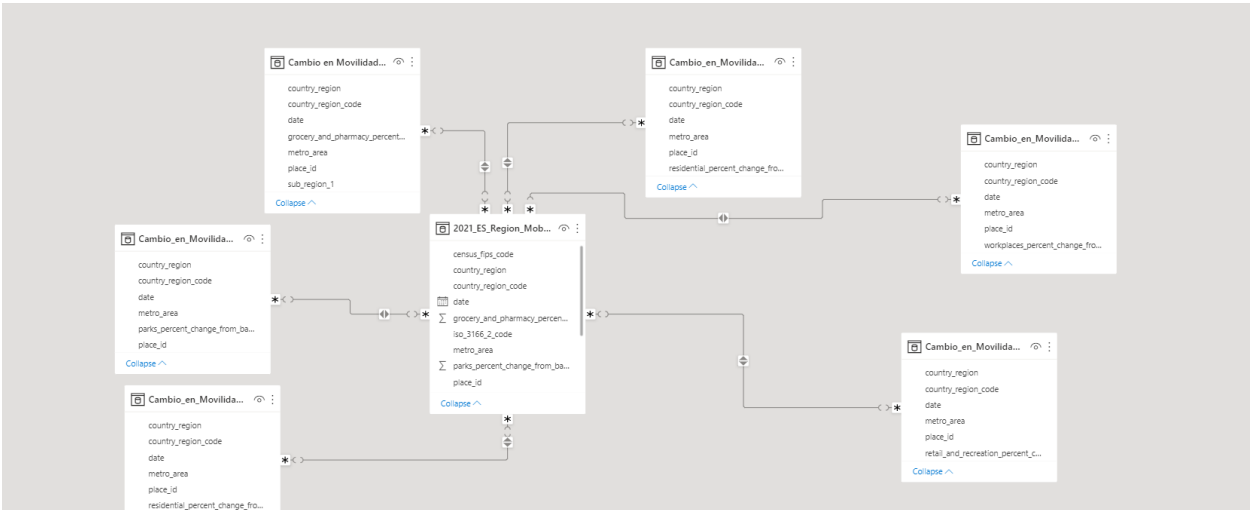 Cambio en Movilidad...
country_region
country_region_code
date
grocery_and_pharmacy_percent...
metro_area
place_id
sub_region_1
Collapse
Cambio_en_Movilida...
country_region
country_region_code
date
metro_area
place_id
residential_percent_change_fro...
Collapse
Cambio_en_Movilida...
country_region
country_region_code
date
metro_area
place_id
workplaces_percent_change_fro...
Collapse
Cambio_en_Movilida...
country_region
country_region_code
date
metro_area
parks_percent_change_from_ba...
place_id
Collapse
2021_ES_Region_Mob...
census_fips_code
country_region
country_region_code
date
grocery_and_pharmacy_percen...
iso_3166_2_code
metro_area
parks_percent_change_from_ba...
place_id
Collapse
Cambio_en_Movilida...
country_region
country_region_code
date
metro_area
place_id
retail_and_recreation_percent_c...
Collapse
Cambio_en_Movilida...
country_region
country_region_code
date
metro_area
place_id
residential_percent_change_fro...